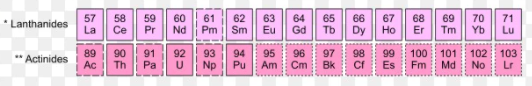 * Lanthanides 57 58 59 60 61 62 63 64 65 66 67 68 69 70 71
La Ce Pr Nd Pm Sm Eu Gd Tb Dy Ho Er Tm Yb Lu
** Actinides 89 90 91 92 93 94 95 96 97 98 99 100 101 102 103
Ac Th Pa U Np Pu Am Cm Bk Cf Es Fm Md No Lr